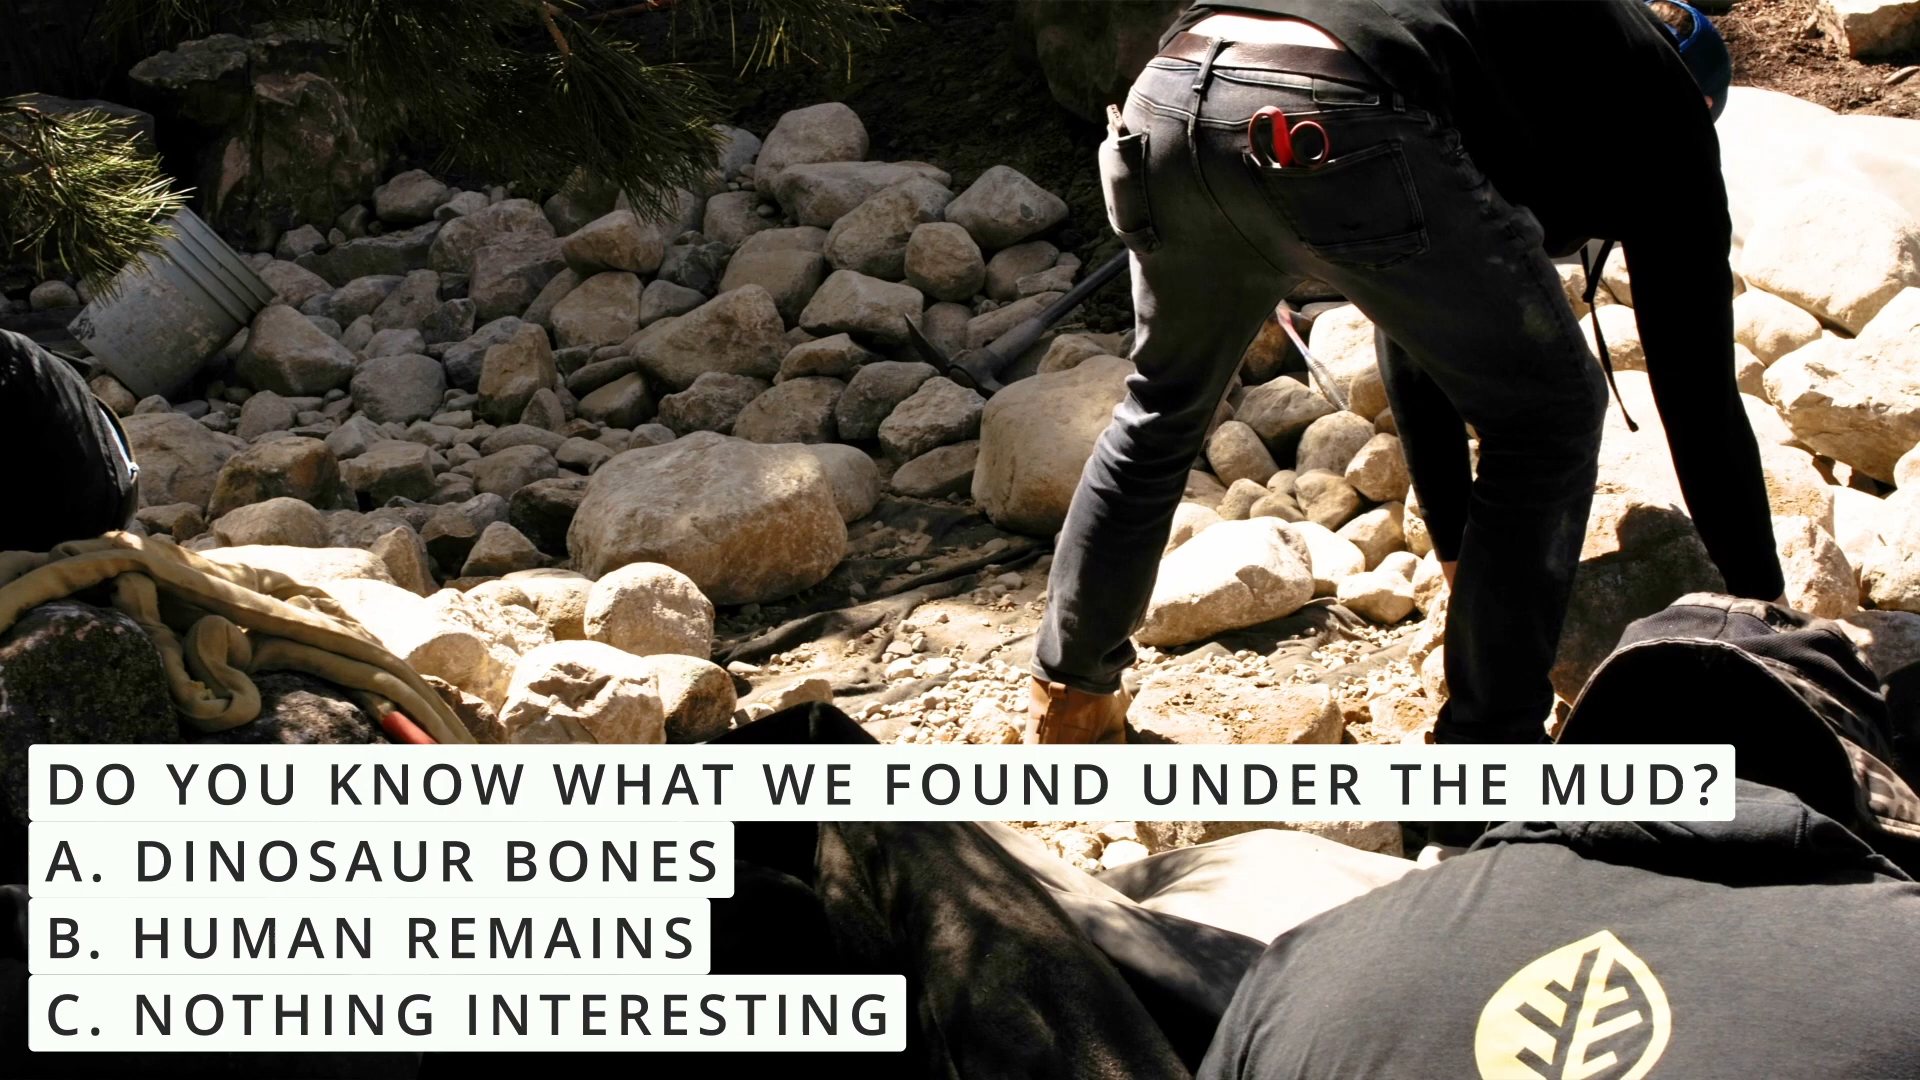 DO YOU KNOW WHAT WE FOUND UNDER THE MUD?
A. DINOSAUR BONES
B. HUMAN REMAINS
C. NOTHING INTERESTING